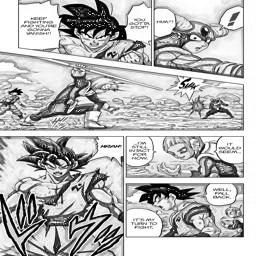 HUH?!
YOU
GOTTA
STOP!
KEEP
FIGHTING
AND YOU'RE
GONNA
VANISH!!
IT
WOULD
SEEM...
I'M
STILL
INTACT
FOR
NOW.
WELL,
FALL
BACK.
IT'S MY
TURN TO
FIGHT.